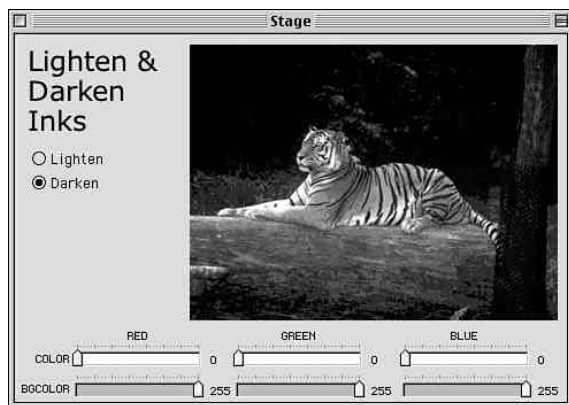 Stage
Lighten &
Darken
Inks
Lighten
Darken
RED GREEN BLUE
COLOR 0 0 0
BGCOLOR 255 255 255